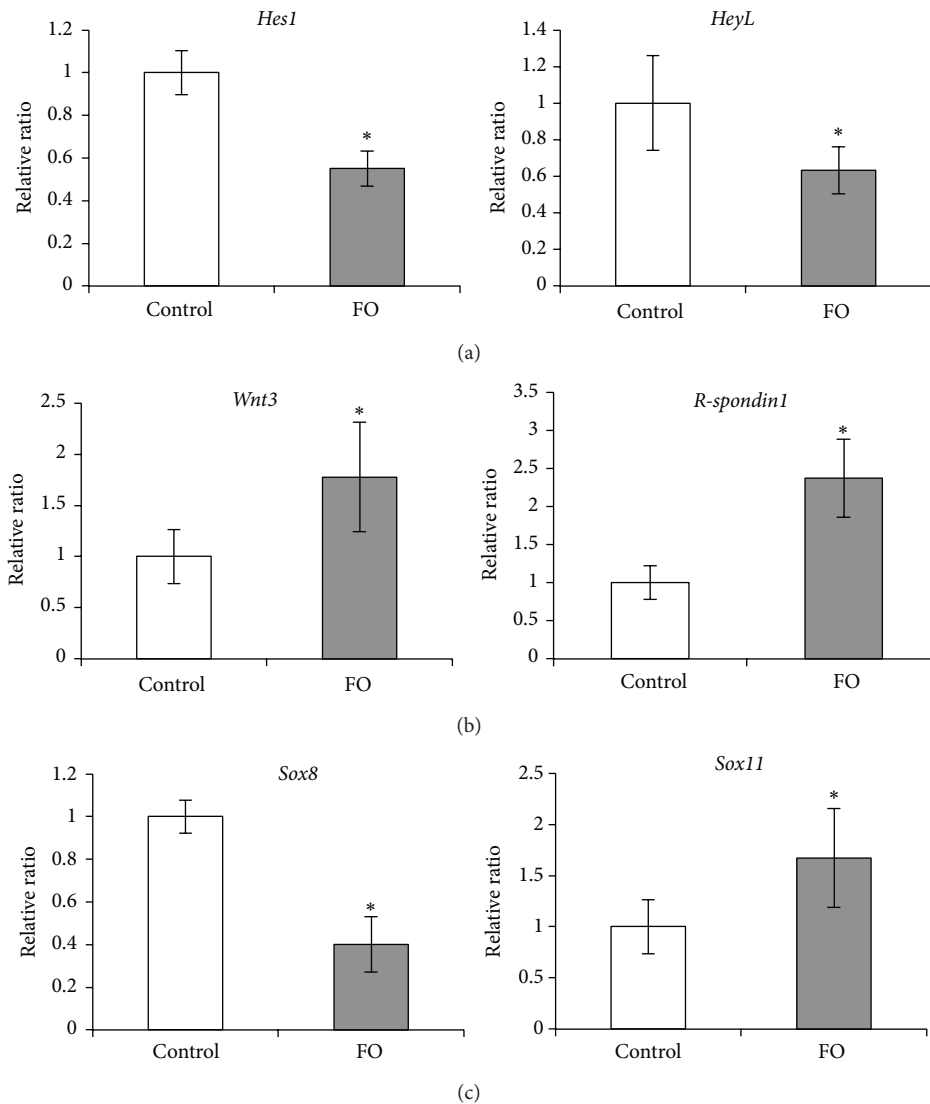 Hes1
1.2
1
0.8
0.6
0.4
0.2
0
Relative ratio
*
Control
FO
HeyL
1.4
1.2
1
0.8
0.6
0.4
0.2
0
Relative ratio
*
Control
FO
(a)
Wnt3
2.5
2
1.5
1
0.5
0
Relative ratio
*
Control
FO
R-spondin1
3.5
3
2.5
2
1.5
1
0.5
0
Relative ratio
*
Control
FO
(b)
Sox8
1.2
1
0.8
0.6
0.4
0.2
0
Relative ratio
*
Control
FO
Sox11
2.5
2
1.5
1
0.5
0
Relative ratio
*
Control
FO
(c)